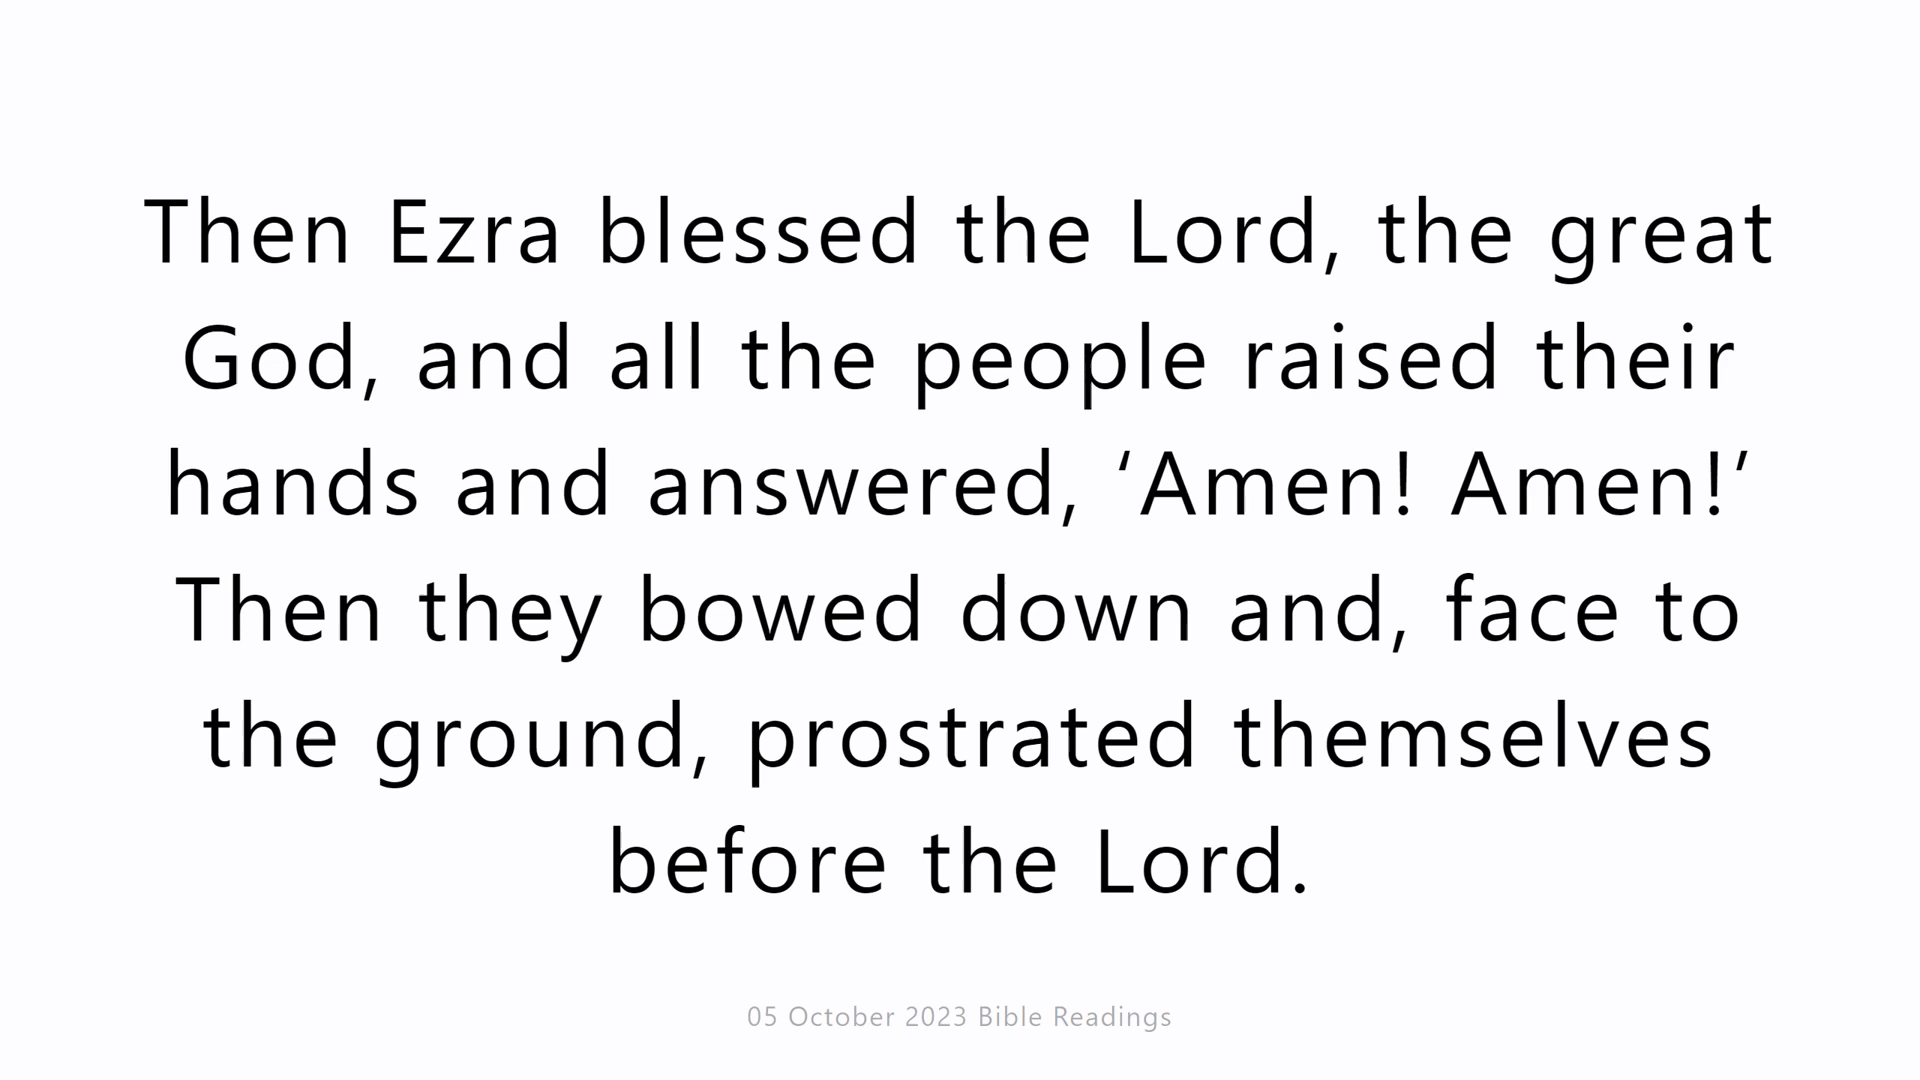 Then Ezra blessed the Lord, the great
God, and all the people raised their
hands and answered, ‘Amen! Amen!’
Then they bowed down and, face to
the ground, prostrated themselves
before the Lord.
05 October 2023 Bible Readings